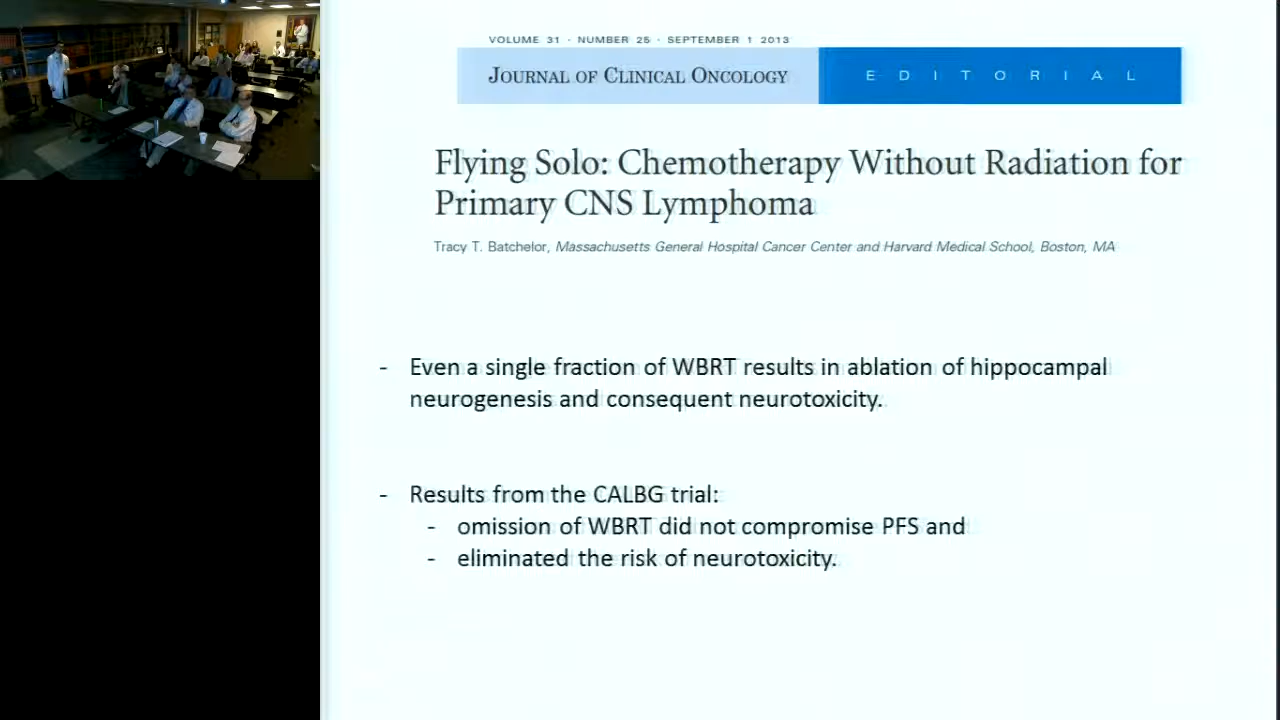 VOLUME 31 · NUMBER 25 · SEPTEMBER 1 2013
JOURNAL OF CLINICAL ONCOLOGY
EDITORIAL
Flying Solo: Chemotherapy Without Radiation for
Primary CNS Lymphoma
Tracy T. Batchelor, Massachusetts General Hospital Cancer Center and Harvard Medical School, Boston, MA
- Even a single fraction of WBRT results in ablation of hippocampal
neurogenesis and consequent neurotoxicity.
- Results from the CALBG trial:
- omission of WBRT did not compromise PFS and
- eliminated the risk of neurotoxicity.